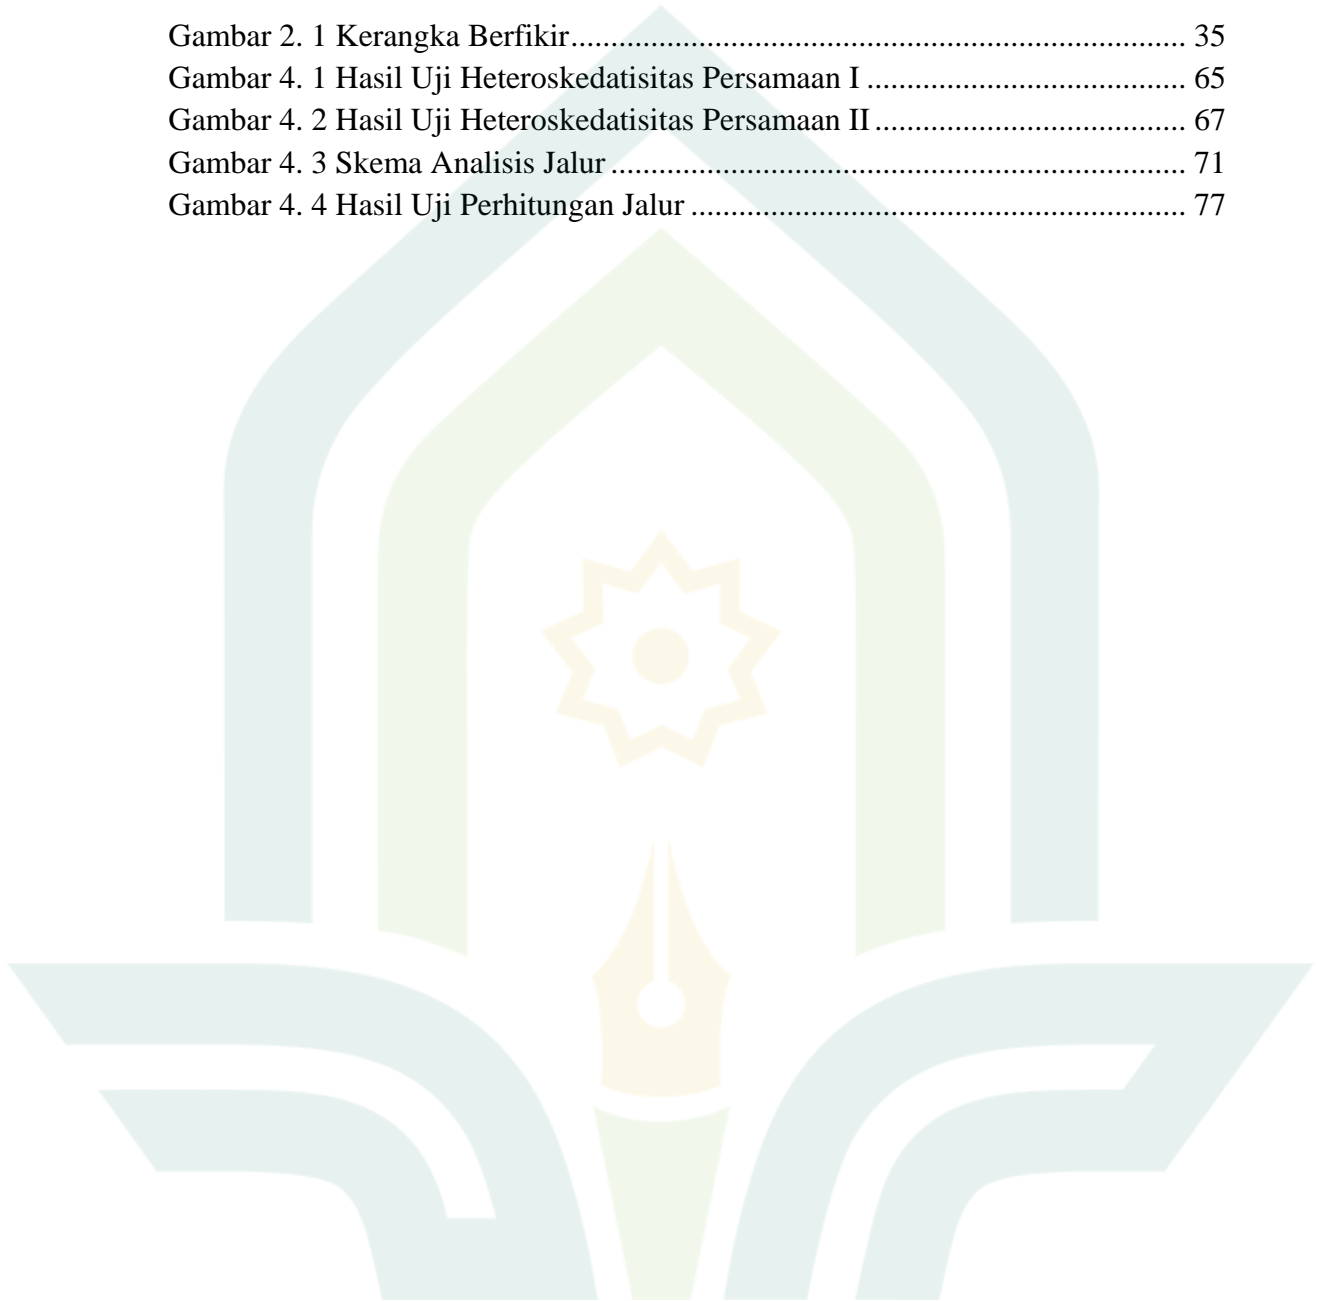 Gambar 2. 1 Kerangka Berfikir............................................................................. 35
Gambar 4. 1 Hasil Uji Heteroskedatisitas Persamaan I ........................................ 65
Gambar 4. 2 Hasil Uji Heteroskedatisitas Persamaan II ....................................... 67
Gambar 4. 3 Skema Analisis Jalur ........................................................................ 71
Gambar 4. 4 Hasil Uji Perhitungan Jalur .............................................................. 77